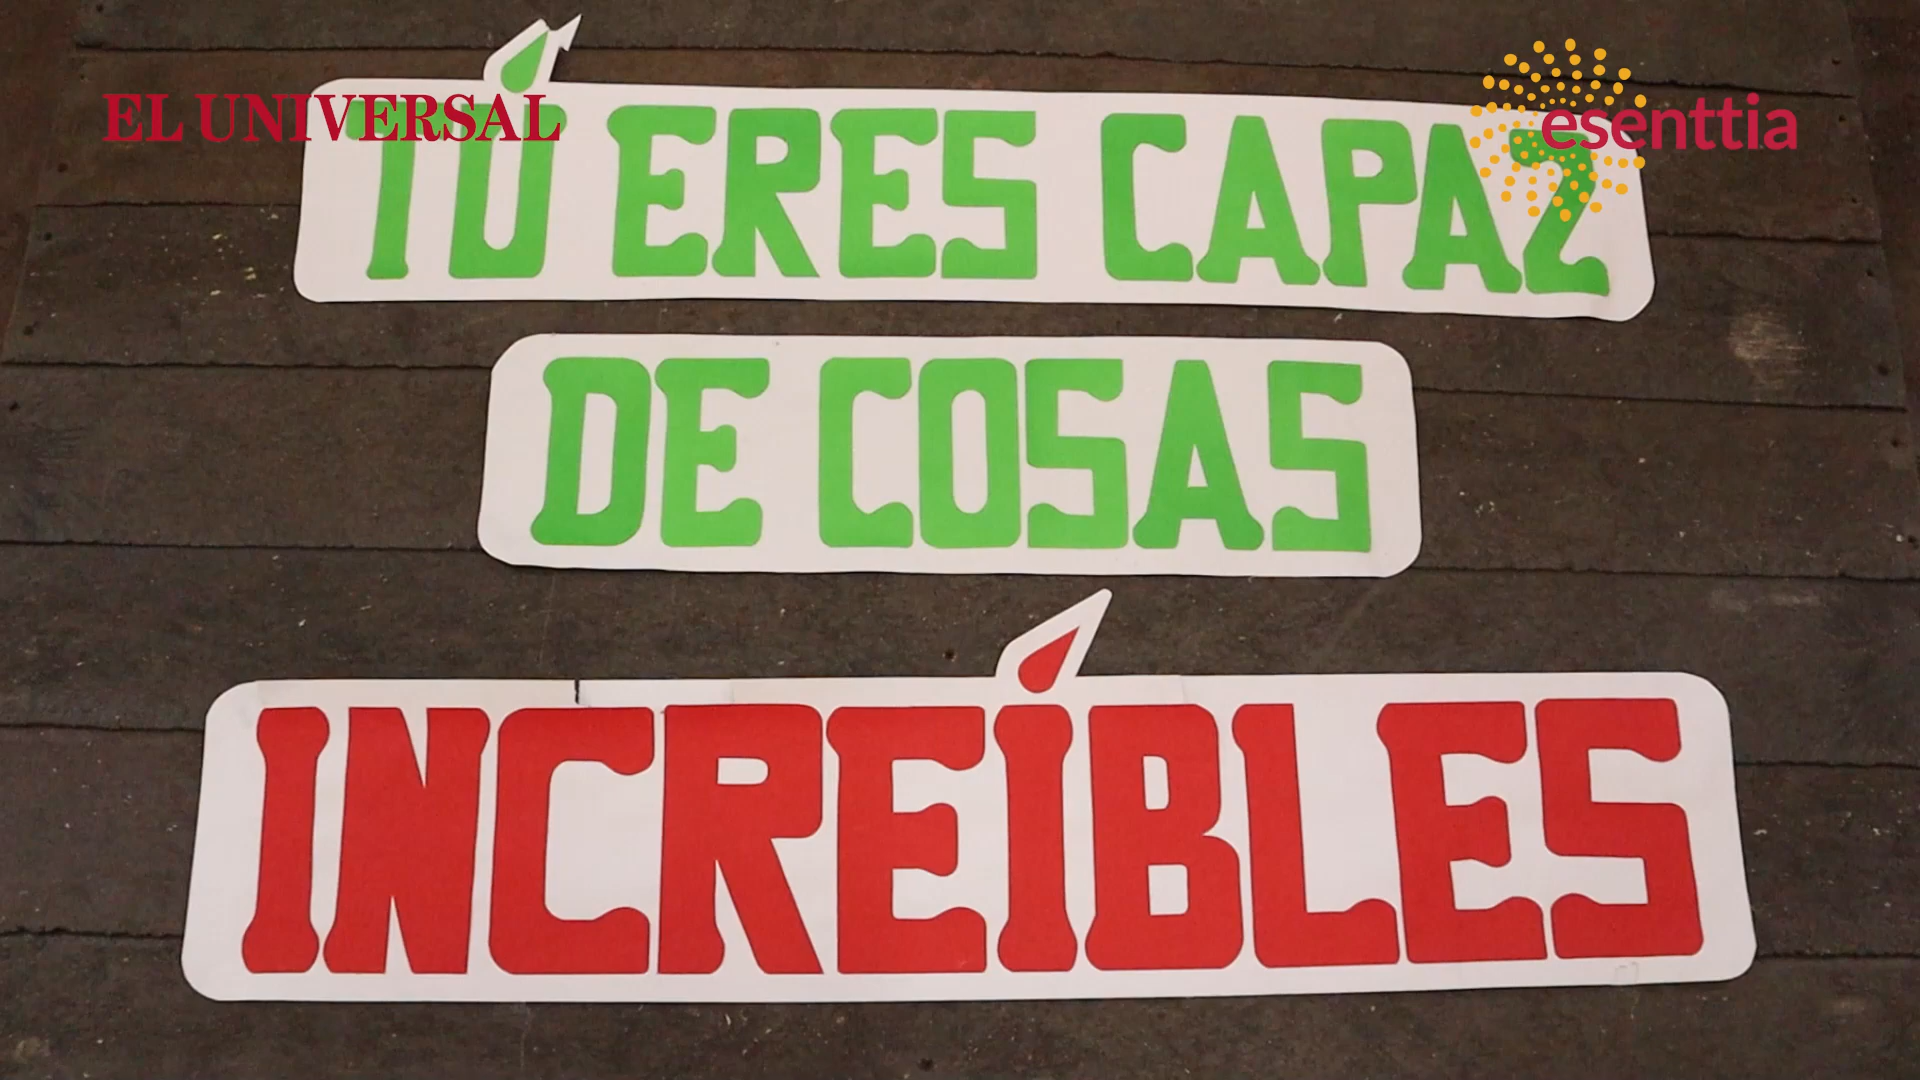 EL UNIVERSAL
esenttia
TÚ ERES CAPAZ
DE COSAS
INCREÍBLES